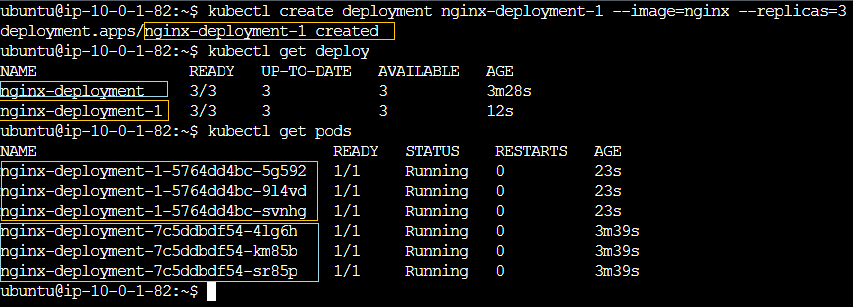 ubuntu@ip-10-0-1-82:~$ kubectl create deployment nginx-deployment-1 --image=nginx --replicas=3
deployment.apps/nginx-deployment-1 created
ubuntu@ip-10-0-1-82:~$ kubectl get deploy
NAME READY UP-TO-DATE AVAILABLE AGE
nginx-deployment 3/3 3 3 3m28s
nginx-deployment-1 3/3 3 3 12s
ubuntu@ip-10-0-1-82:~$ kubectl get pods
NAME READY STATUS RESTARTS AGE
nginx-deployment-1-5764dd4bc-5g592 1/1 Running 0 23s
nginx-deployment-1-5764dd4bc-9l4vd 1/1 Running 0 23s
nginx-deployment-1-5764dd4bc-svnhg 1/1 Running 0 23s
nginx-deployment-7c5ddbdf54-4lg6h 1/1 Running 0 3m39s
nginx-deployment-7c5ddbdf54-km85b 1/1 Running 0 3m39s
nginx-deployment-7c5ddbdf54-sr85p 1/1 Running 0 3m39s
ubuntu@ip-10-0-1-82:~$